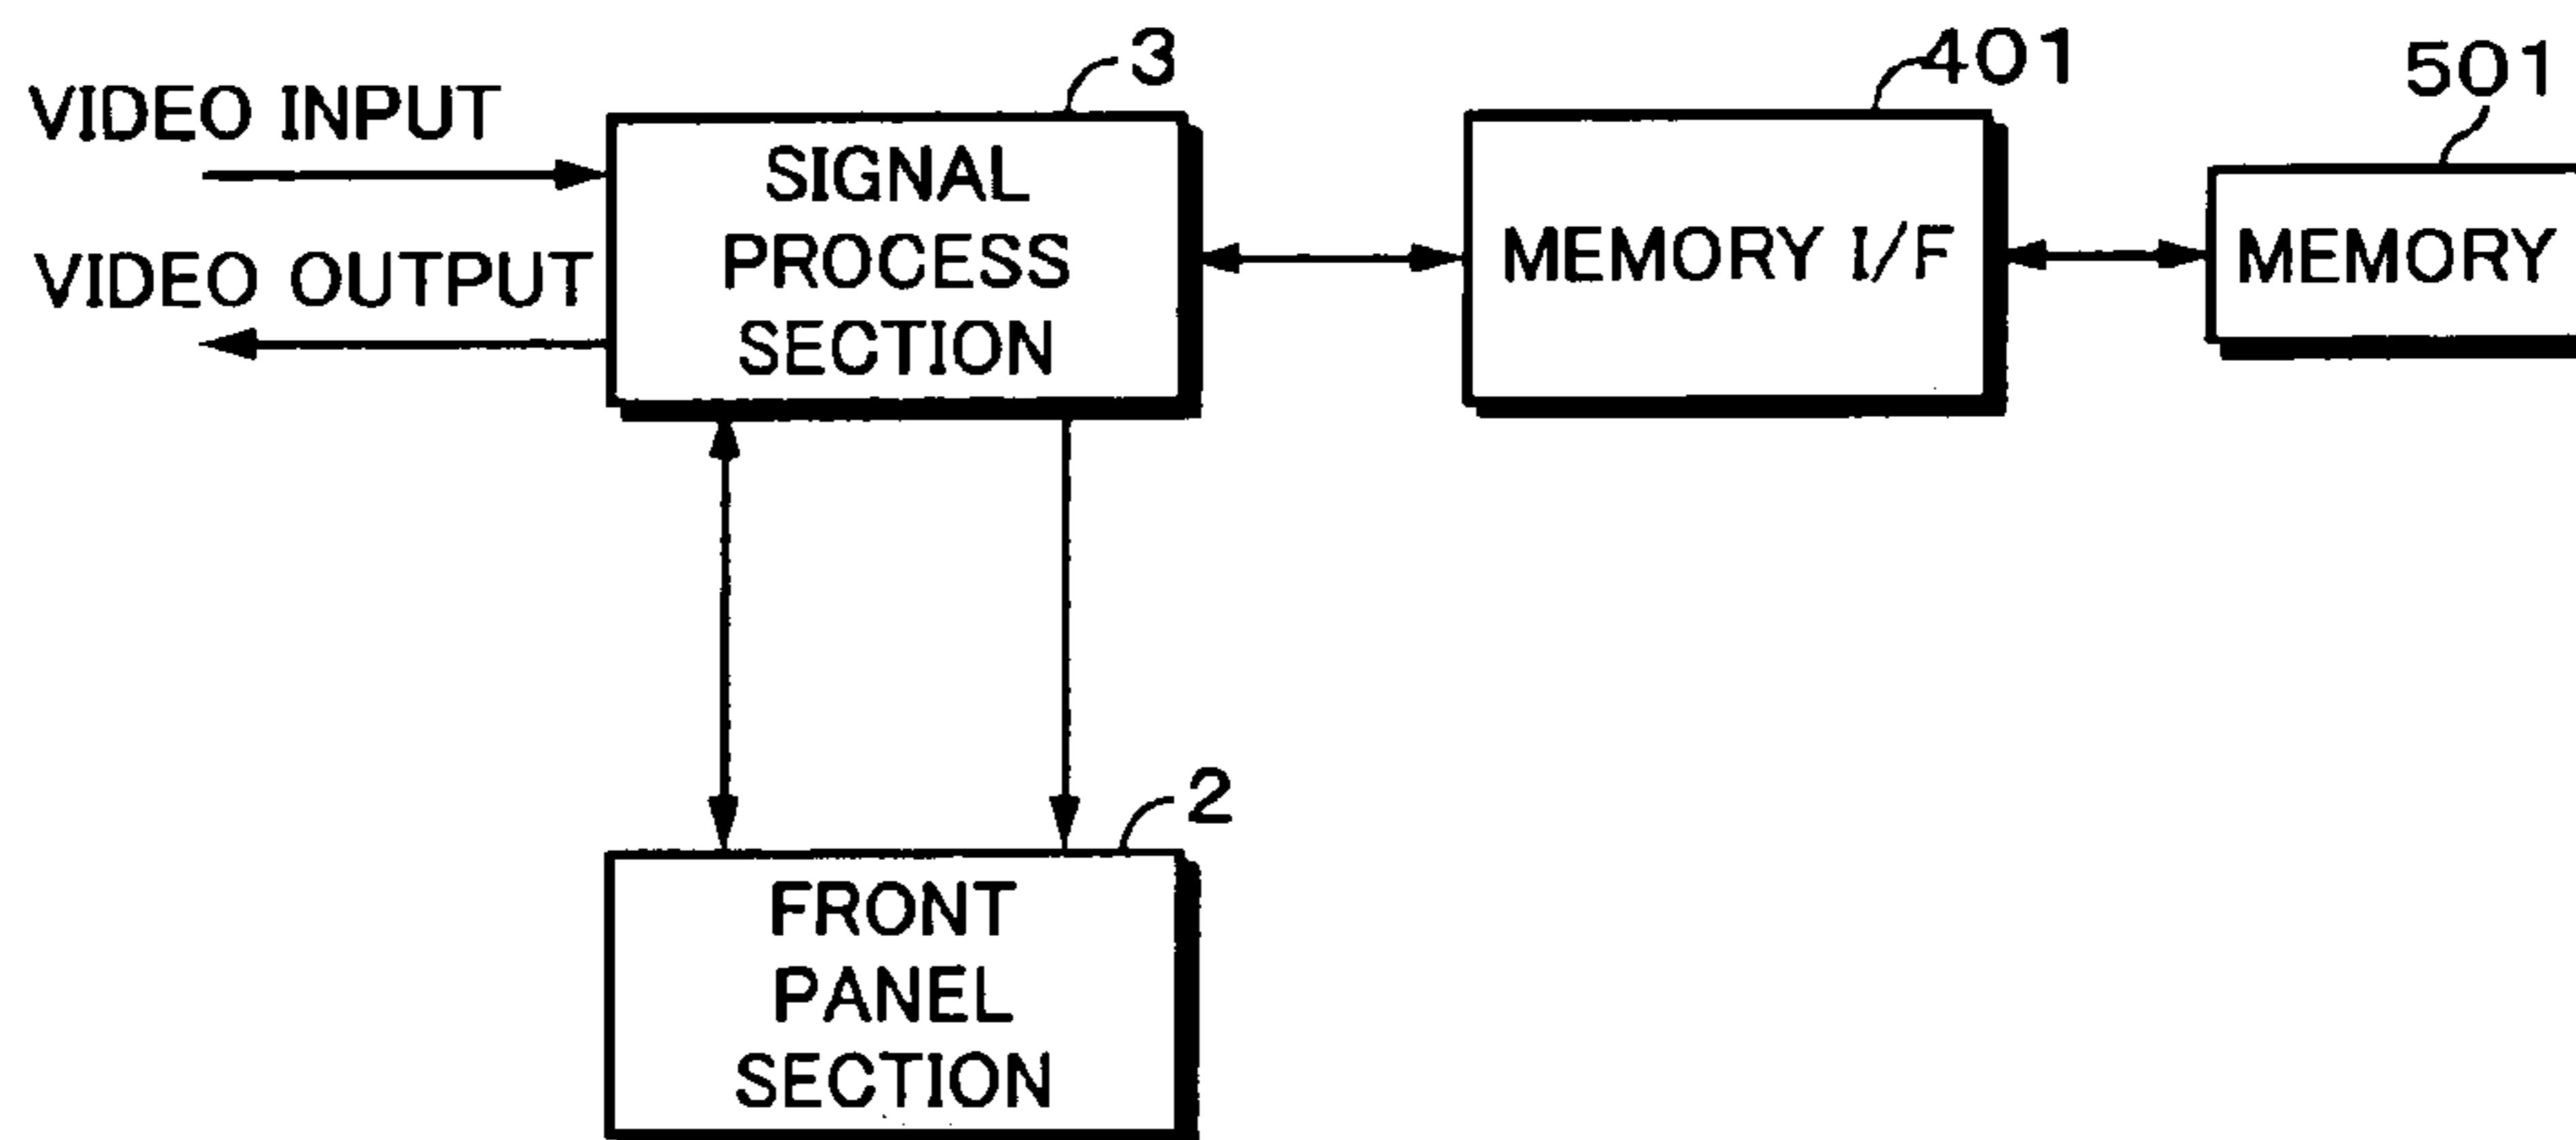 3
401
501
VIDEO INPUT
VIDEO OUTPUT
SIGNAL
PROCESS
SECTION
MEMORY I/F
MEMORY
2
FRONT
PANEL
SECTION